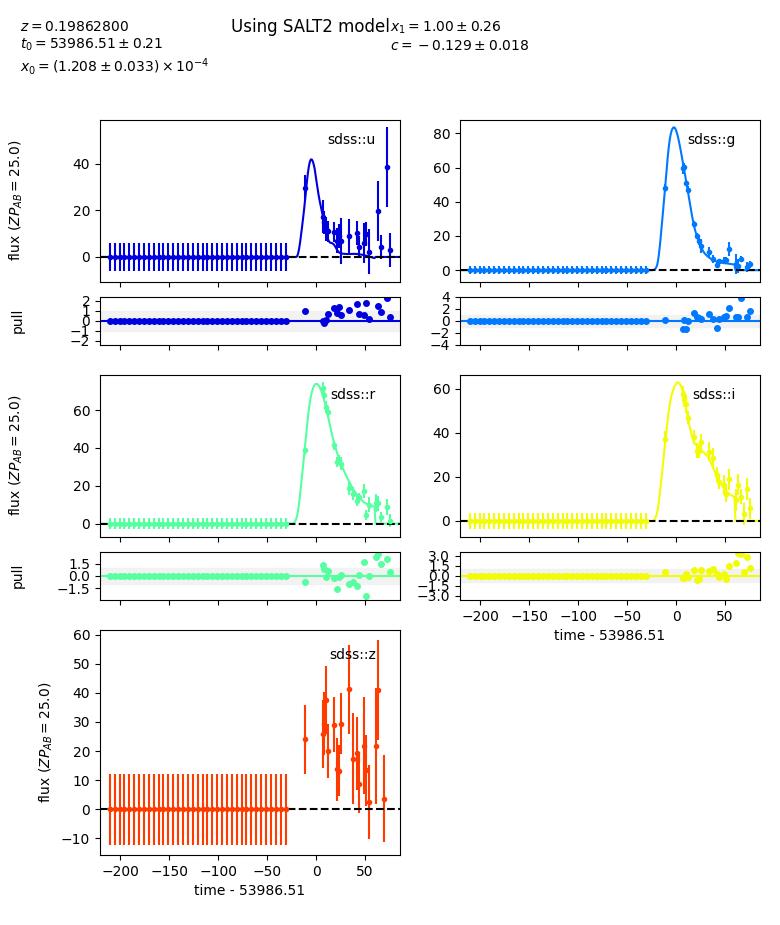 Using SALT2 model
z = 0.19862800
t₀ = 53986.51 ± 0.21
x₀ = (1.208 ± 0.033) × 10⁻⁴
x₁ = 1.00 ± 0.26
c = −0.129 ± 0.018
flux (ZP_AB = 25.0)
40
20
0
sdss::u
80
60
40
20
0
sdss::g
pull
2
1
0
−1
−2
4
2
0
−2
−4
flux (ZP_AB = 25.0)
60
40
20
0
sdss::r
60
40
20
0
sdss::i
pull
1.5
0.0
−1.5
3.0
1.5
0.0
−1.5
−3.0
−200 −150 −100 −50 0 50
time - 53986.51
flux (ZP_AB = 25.0)
60
50
40
30
20
10
0
−10
sdss::z
−200 −150 −100 −50 0 50
time - 53986.51